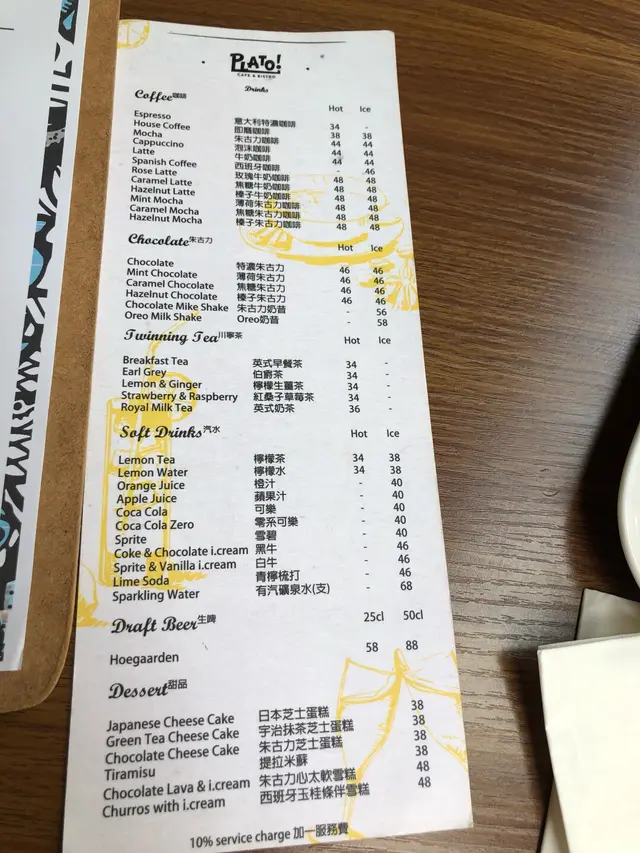 PLATO!
CAFE & BISTRO
Drinks
Coffee咖啡 Hot Ice
Espresso 意大利特濃咖啡 34 -
House Coffee 即磨咖啡 38 38
Mocha 朱古力咖啡 44 44
Cappuccino 泡沫咖啡 44 44
Latte 牛奶咖啡 44 44
Spanish Coffee 西班牙咖啡 - 46
Rose Latte 玫瑰牛奶咖啡 48 48
Caramel Latte 焦糖牛奶咖啡 48 48
Hazelnut Latte 榛子牛奶咖啡 48 48
Mint Mocha 薄荷朱古力咖啡 48 48
Caramel Mocha 焦糖朱古力咖啡 48 48
Hazelnut Mocha 榛子朱古力咖啡 48 48
Chocolate朱古力 Hot Ice
Chocolate 特濃朱古力 46 46
Mint Chocolate 薄荷朱古力 46 46
Caramel Chocolate 焦糖朱古力 46 46
Hazelnut Chocolate 榛子朱古力 46 46
Chocolate Mike Shake 朱古力奶昔 - 56
Oreo Milk Shake Oreo奶昔 - 58
Twinning Tea川寧茶 Hot Ice
Breakfast Tea 英式早餐茶 34 -
Earl Grey 伯爵茶 34 -
Lemon & Ginger 檸檬生薑茶 34 -
Strawberry & Raspberry 紅桑子草莓茶 34 -
Royal Milk Tea 英式奶茶 36 -
Soft Drinks汽水 Hot Ice
Lemon Tea 檸檬茶 34 38
Lemon Water 檸檬水 34 38
Orange Juice 橙汁 - 40
Apple Juice 蘋果汁 - 40
Coca Cola 可樂 - 40
Coca Cola Zero 零系可樂 - 40
Sprite 雪碧 - 40
Coke & Chocolate i.cream 黑牛 - 46
Sprite & Vanilla i.cream 白牛 - 46
Lime Soda 青檸梳打 - 46
Sparkling Water 有汽礦泉水(支) - 68
Draft Beer生啤 25cl 50cl
Hoegaarden 58 88
Dessert甜品
Japanese Cheese Cake 日本芝士蛋糕 38
Green Tea Cheese Cake 宇治抹茶芝士蛋糕 38
Chocolate Cheese Cake 朱古力芝士蛋糕 38
Tiramisu 提拉米蘇 38
Chocolate Lava & i.cream 朱古力心太軟雪糕 48
Churros with i.cream 西班牙玉桂條伴雪糕 48
10% service charge 加一服務費